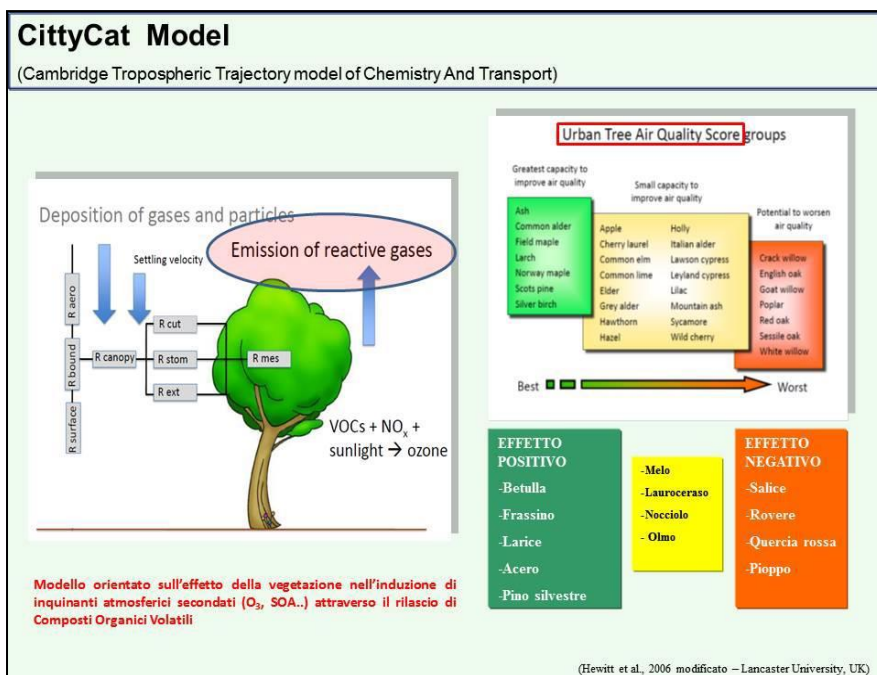 CittyCat Model
(Cambridge Tropospheric Trajectory model of Chemistry And Transport)
Deposition of gases and particles
Emission of reactive gases
Settling velocity
R aero
R bound
R surface
R canopy
R cut
R stom
R ext
R mes
VOCs + NOx +
sunlight → ozone
Modello orientato sull'effetto della vegetazione nell'induzione di
inquinanti atmosferici secondati (O3, SOA..) attraverso il rilascio di
Composti Organici Volatili
Urban Tree Air Quality Score groups
Greatest capacity to
improve air quality
Ash
Common alder
Field maple
Larch
Norway maple
Scots pine
Silver birch
Small capacity to
improve air quality
Apple
Cherry laurel
Common elm
Common lime
Elder
Grey alder
Hawthorn
Hazel
Holly
Italian alder
Lawson cypress
Leyland cypress
Lilac
Mountain ash
Sycamore
Wild cherry
Potential to worsen
air quality
Crack willow
English oak
Goat willow
Poplar
Red oak
Sessile oak
White willow
Best
Worst
EFFETTO
POSITIVO
-Betulla
-Frassino
-Larice
-Acero
-Pino silvestre
-Melo
-Lauroceraso
-Nocciolo
- Olmo
EFFETTO
NEGATIVO
-Salice
-Rovere
-Quercia rossa
-Pioppo
(Hewitt et al., 2006 modificato – Lancaster University, UK)